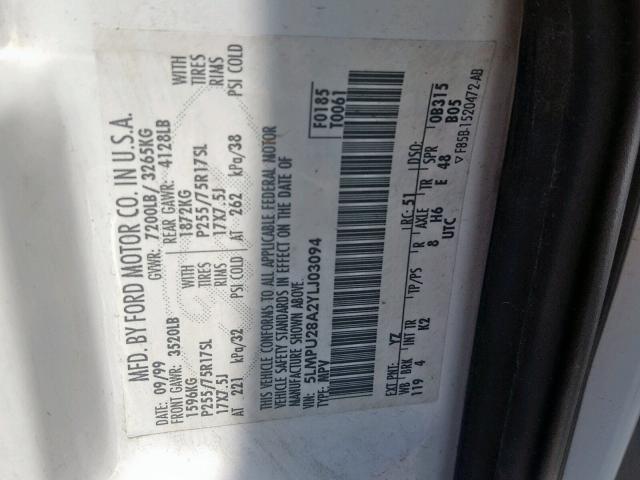 MFD. BY FORD MOTOR CO. IN U.S.A.
DATE: 09/99 GVWR: 7200LB/ 3265KG
FRONT GAWR: 3520LB REAR GAWR: 4128LB
1596KG WITH 1872KG WITH
P255/75R17SL TIRES P255/75R17SL TIRES
17X7.5J RIMS 17X7.5J RIMS
AT 221 kPa/32 PSI COLD AT 262 kPa/38 PSI COLD
THIS VEHICLE CONFORMS TO ALL APPLICABLE FEDERAL MOTOR
VEHICLE SAFETY STANDARDS IN EFFECT ON THE DATE OF
MANUFACTURE SHOWN ABOVE.
VIN: 5LMPU28A2YLJ03094 F0185
TYPE: MPV T0061
EXT PNT: YZ RC: 51 DSO:
WB BRK INT TR TP/PS R AXLE TR SPR 0B315
119 4 K2 8 H6 E 48 B05
UTC ▽ F85B-1520472-AB